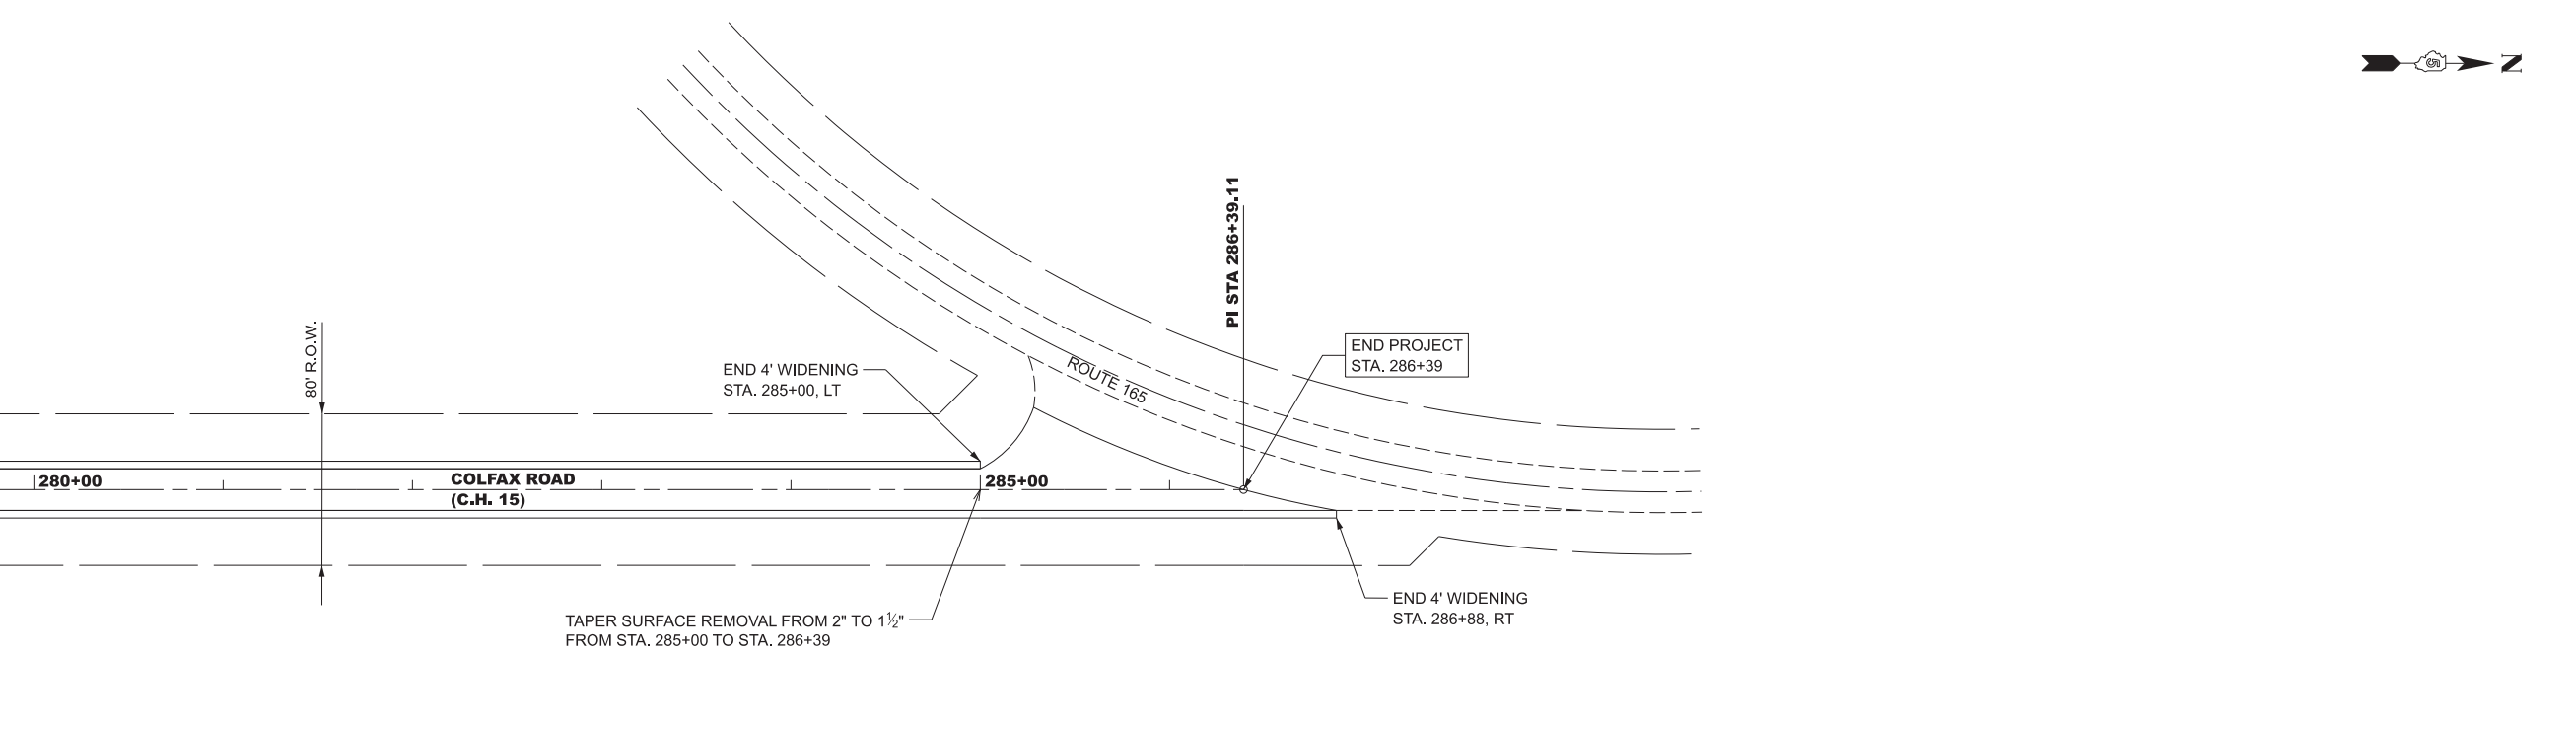 N
PI STA 286+39.11
80' R.O.W.
END PROJECT
STA. 286+39
ROUTE 165
END 4' WIDENING
STA. 285+00, LT
280+00
COLFAX ROAD
(C.H. 15)
285+00
END 4' WIDENING
STA. 286+88, RT
TAPER SURFACE REMOVAL FROM 2" TO 1½"
FROM STA. 285+00 TO STA. 286+39